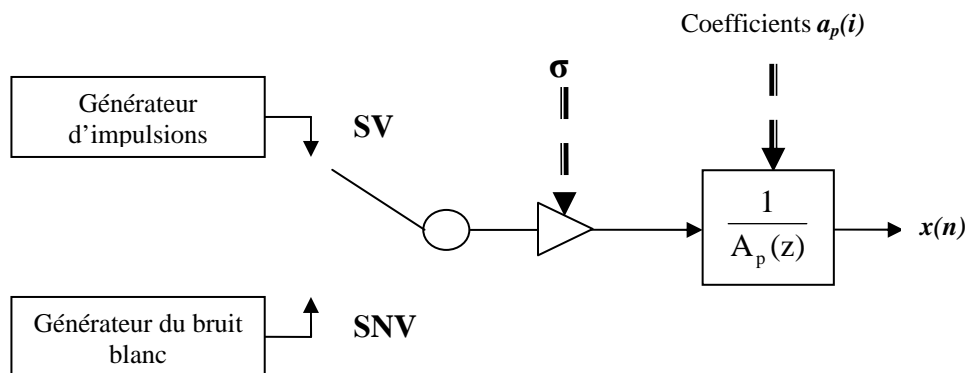 Coefficients a_p(i)
σ
Générateur
d'impulsions
SV
1
A_p(z)
x(n)
Générateur du bruit
blanc
SNV